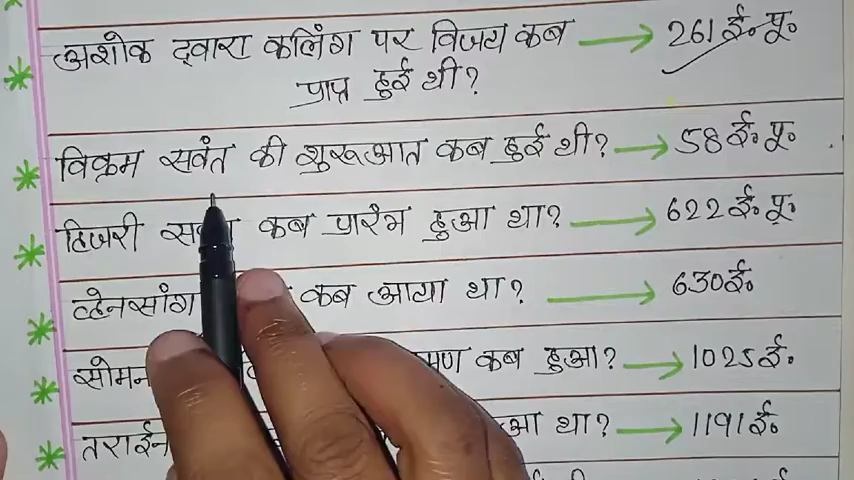 अशोक द्वारा कलिंग पर विजय कब → 261 ई॰ पू॰
प्राप्त हुई थी?
विक्रम सवंत की शुरूआत कब हुई थी? → 58 ई॰ पू॰
हिजरी कब प्रारंभ हुआ था? → 622 ई॰ पू॰
व्हेनसांग कब आया था? → 630 ई॰
कब हुआ? → 1025 ई॰
तराईन था? → 1191 ई॰